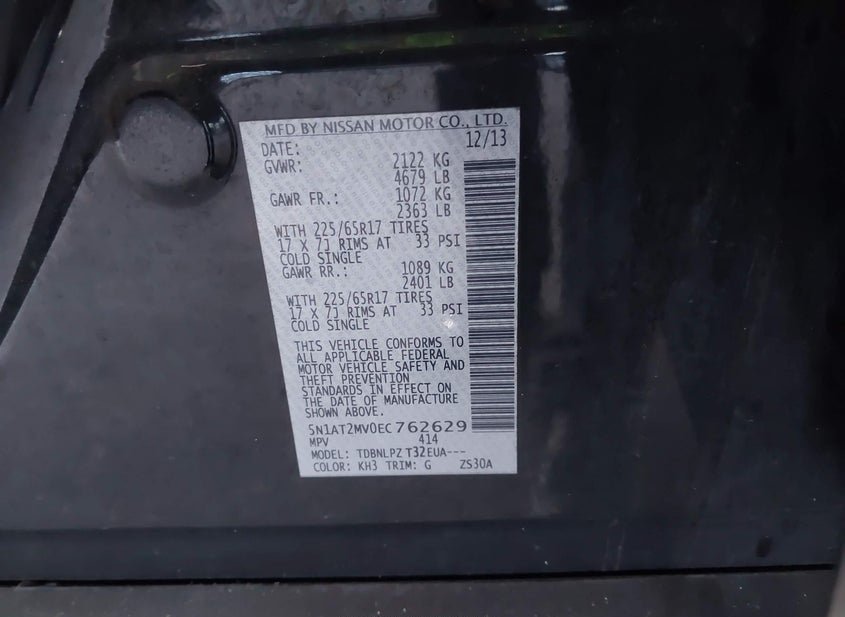 MFD BY NISSAN MOTOR CO., LTD.
DATE: 12/13
GVWR: 2122 KG
4679 LB
GAWR FR.: 1072 KG
2363 LB
WITH 225/65R17 TIRES
17 X 7J RIMS AT 33 PSI
COLD SINGLE
GAWR RR.: 1089 KG
2401 LB
WITH 225/65R17 TIRES
17 X 7J RIMS AT 33 PSI
COLD SINGLE
THIS VEHICLE CONFORMS TO
ALL APPLICABLE FEDERAL
MOTOR VEHICLE SAFETY AND
THEFT PREVENTION
STANDARDS IN EFFECT ON
THE DATE OF MANUFACTURE
SHOWN ABOVE.
5N1AT2MV0EC762629
MPV 414
MODEL: TDBNLPZ T32EUA---
COLOR: KH3 TRIM: G ZS30A